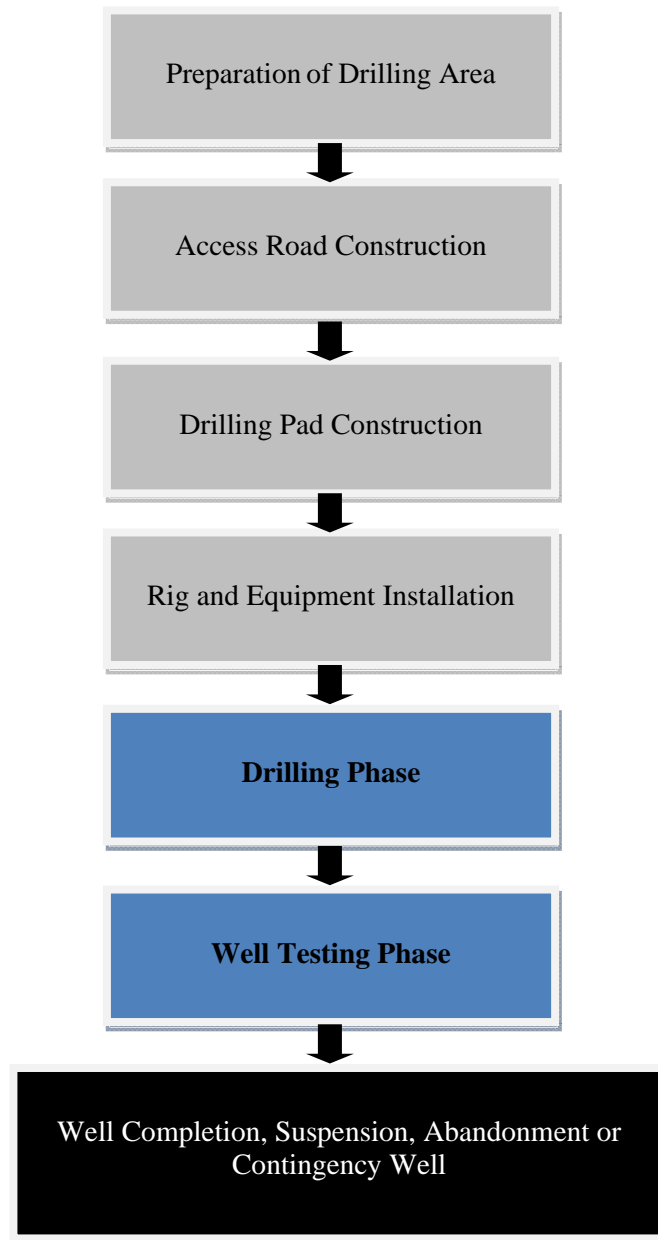 Preparation of Drilling Area
Access Road Construction
Drilling Pad Construction
Rig and Equipment Installation
Drilling Phase
Well Testing Phase
Well Completion, Suspension, Abandonment or
Contingency Well